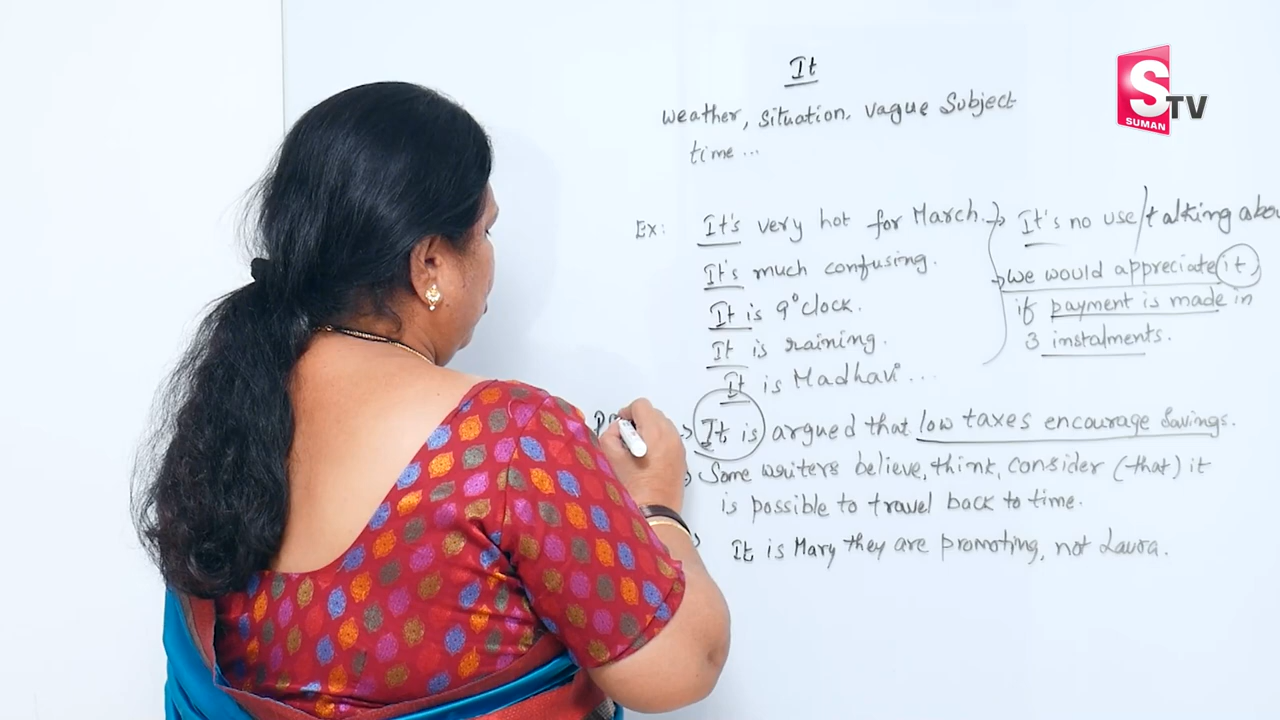 It
weather, situation, vague subject
time ...
Ex: It's very hot for March.
It's much confusing.
It is 9°clock.
It is raining.
It is Madhavi ...
It's no use/talking abou
we would appreciate it,
if payment is made in
3 instalments.
It is argued that low taxes encourage savings.
Some writers believe, think, consider (that) it
is possible to travel back to time.
It is Mary they are promoting, not Laura.
S TV
SUMAN